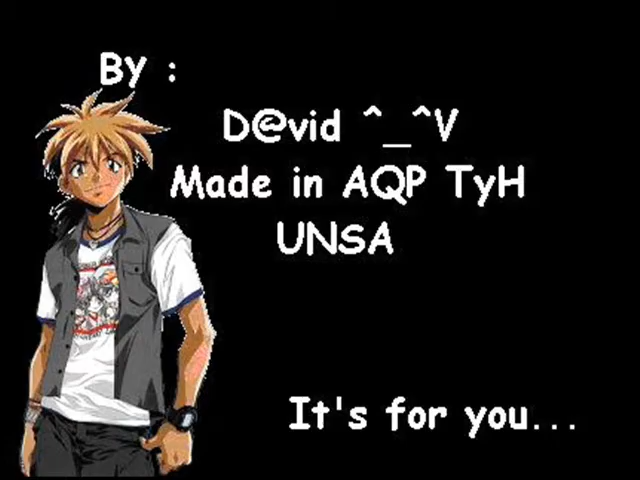 By :
D@vid ^_^V
Made in AQP TyH
UNSA
It's for you...